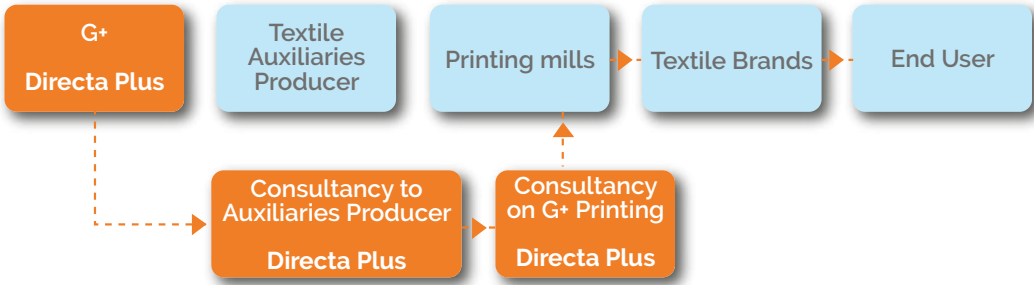 G+
Directa Plus
Textile
Auxiliaries
Producer
Printing mills
Textile Brands
End User
Consultancy to
Auxiliaries Producer
Directa Plus
Consultancy
on G+ Printing
Directa Plus